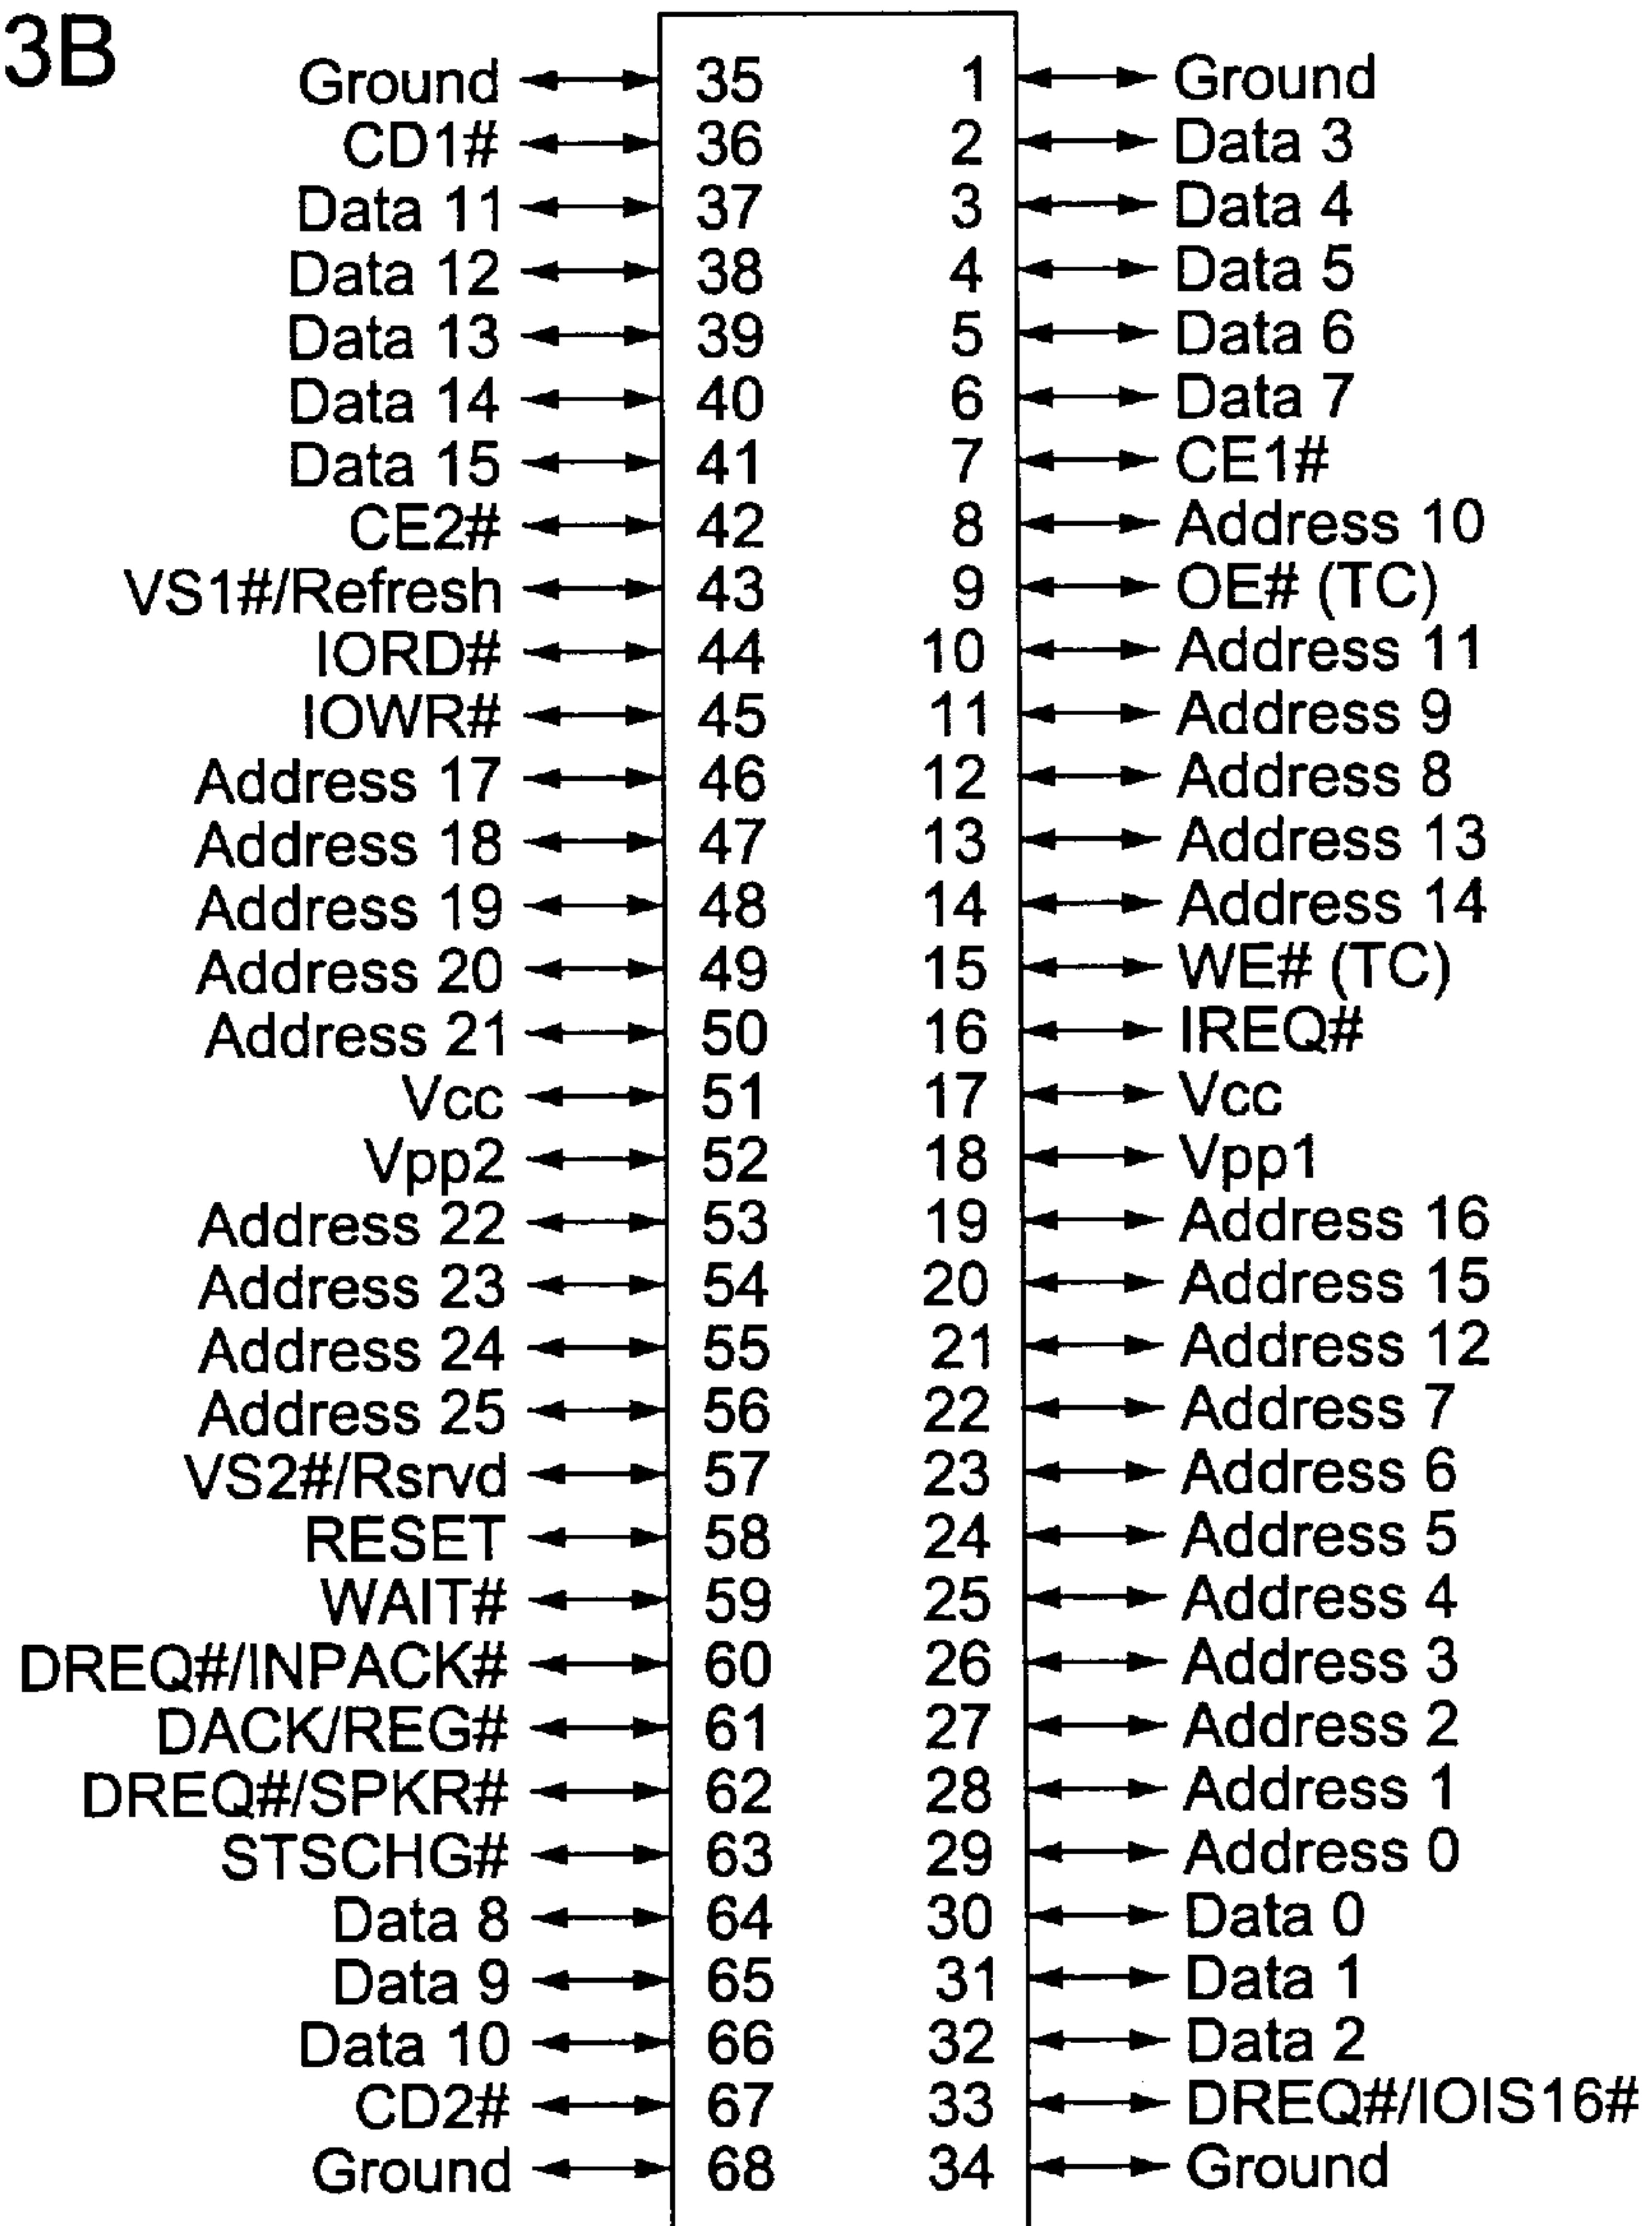 3B
Ground 35 1 Ground
CD1# 36 2 Data 3
Data 11 37 3 Data 4
Data 12 38 4 Data 5
Data 13 39 5 Data 6
Data 14 40 6 Data 7
Data 15 41 7 CE1#
CE2# 42 8 Address 10
VS1#/Refresh 43 9 OE# (TC)
IORD# 44 10 Address 11
IOWR# 45 11 Address 9
Address 17 46 12 Address 8
Address 18 47 13 Address 13
Address 19 48 14 Address 14
Address 20 49 15 WE# (TC)
Address 21 50 16 IREQ#
Vcc 51 17 Vcc
Vpp2 52 18 Vpp1
Address 22 53 19 Address 16
Address 23 54 20 Address 15
Address 24 55 21 Address 12
Address 25 56 22 Address 7
VS2#/Rsrvd 57 23 Address 6
RESET 58 24 Address 5
WAIT# 59 25 Address 4
DREQ#/INPACK# 60 26 Address 3
DACK/REG# 61 27 Address 2
DREQ#/SPKR# 62 28 Address 1
STSCHG# 63 29 Address 0
Data 8 64 30 Data 0
Data 9 65 31 Data 1
Data 10 66 32 Data 2
CD2# 67 33 DREQ#/IOIS16#
Ground 68 34 Ground